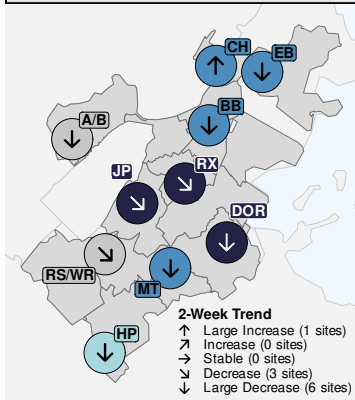 CH
EB
BB
A/B
RX
JP
DOR
RS/WR
MT
HP
2-Week Trend
↑ Large Increase (1 sites)
↗ Increase (0 sites)
→ Stable (0 sites)
↘ Decrease (3 sites)
↓ Large Decrease (6 sites)